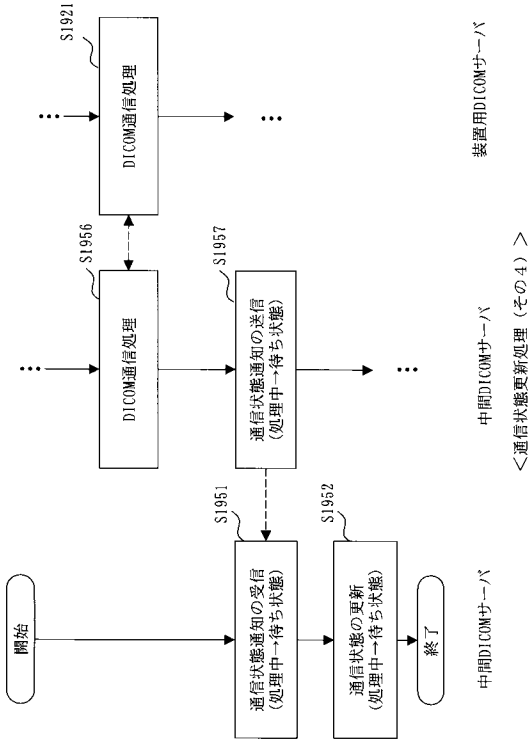 開始
S1951
通信状態通知の受信
(処理中→待ち状態)
S1952
通信状態の更新
(処理中→待ち状態)
終了
中間DICOMサーバ
•••
S1956
DICOM通信処理
S1957
通信状態通知の送信
(処理中→待ち状態)
•••
中間DICOMサーバ
•••
S1921
DICOM通信処理
•••
装置用DICOMサーバ
<通信状態更新処理(その4)>